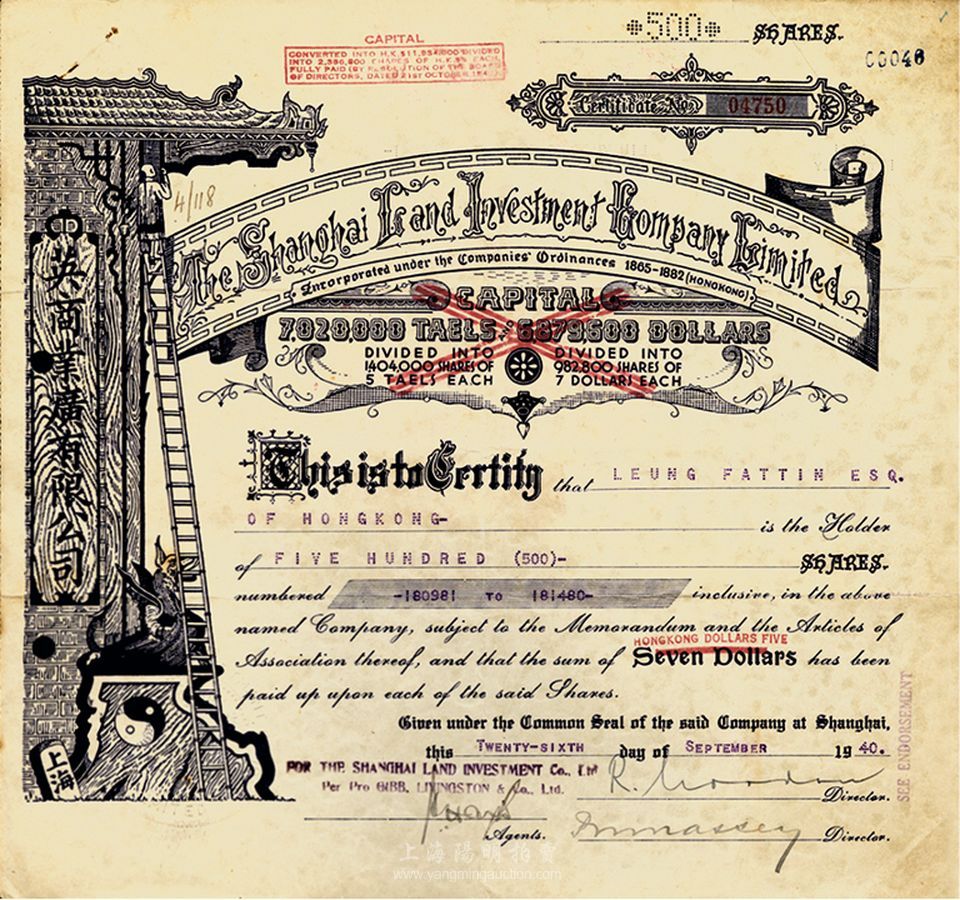 500 SHARES.
00046
CAPITAL
CONVERTED INTO H.K. $11,934,000 DIVIDED
INTO 2,386,800 SHARES OF H.K. $5 EACH
FULLY PAID (BY RESOLUTION OF THE BOARD
OF DIRECTORS, DATED 21ST OCTOBER, 194
Certificate No. 04750
4/118
The Shanghai Land Investment Company Limited.
Incorporated under the Companies' Ordinances 1865-1882 (HONGKONG)
CAPITAL
7,020,000 TAELS 6,879,600 DOLLARS
DIVIDED INTO DIVIDED INTO
1,404,000 SHARES OF 982,800 SHARES OF
5 TAELS EACH 7 DOLLARS EACH
英商業廣有限公司
上海
This is to Certify that LEUNG FATTIN ESQ.
OF HONGKONG- is the Holder
of FIVE HUNDRED (500)- SHARES.
numbered -180981 TO 181480- inclusive, in the above
named Company, subject to the Memorandum and the Articles of
HONGKONG DOLLARS FIVE
Association thereof, and that the sum of Seven Dollars has been
paid up upon each of the said Shares.
Given under the Common Seal of the said Company at Shanghai,
this TWENTY-SIXTH day of SEPTEMBER 19 40.
FOR THE SHANGHAI LAND INVESTMENT Co., Ltd
Per Pro GIBB, LIVINGSTON & Co., Ltd.
Director.
Agents.
Director.
SEE ENDORSEMENT
上海陽明拍賣
www.yangmingauction.com